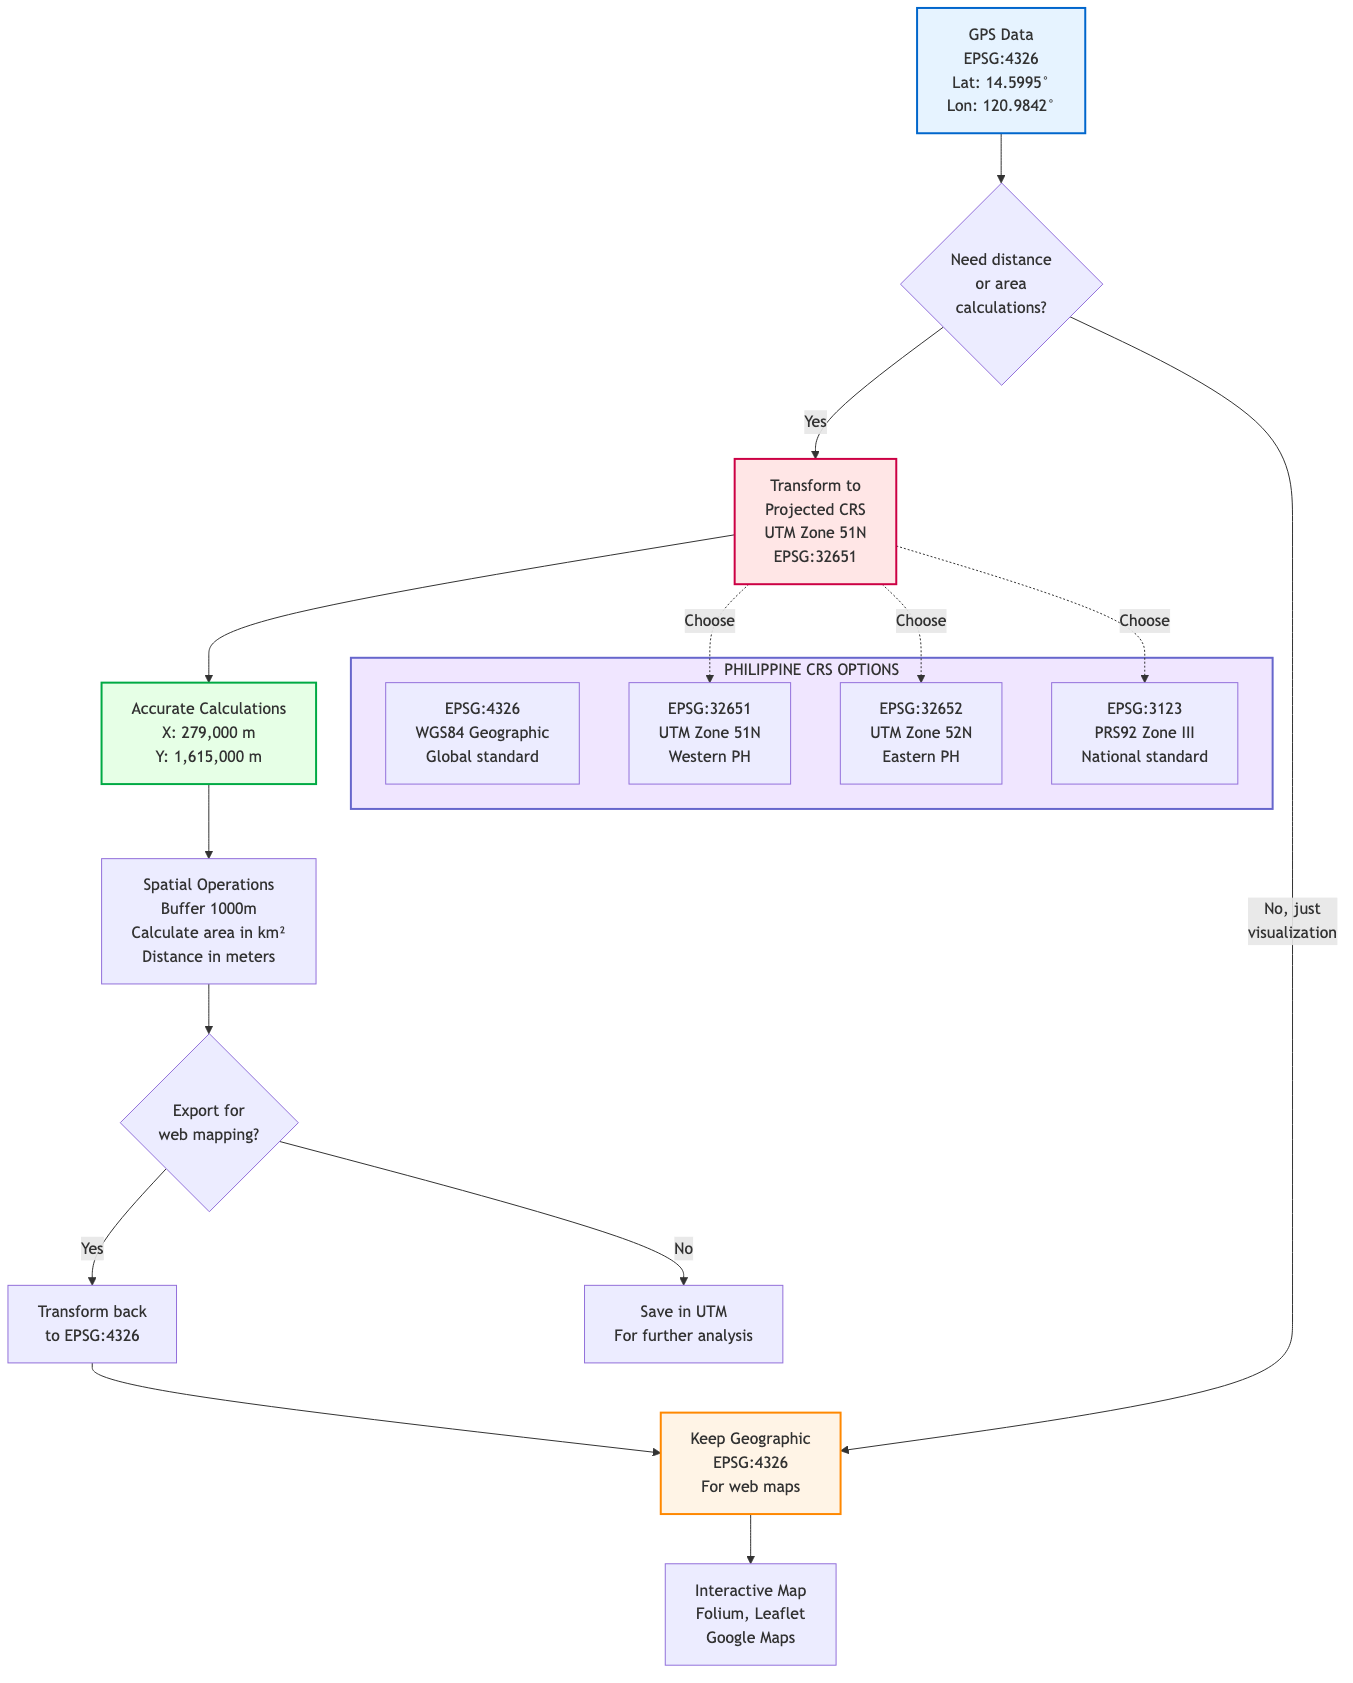 GPS Data
EPSG:4326
Lat: 14.5995°
Lon: 120.9842°
Need distance
or area
calculations?
Yes
Transform to
Projected CRS
UTM Zone 51N
EPSG:32651
Choose
Choose
Choose
PHILIPPINE CRS OPTIONS
EPSG:4326
WGS84 Geographic
Global standard
EPSG:32651
UTM Zone 51N
Western PH
EPSG:32652
UTM Zone 52N
Eastern PH
EPSG:3123
PRS92 Zone III
National standard
Accurate Calculations
X: 279,000 m
Y: 1,615,000 m
Spatial Operations
Buffer 1000m
Calculate area in km²
Distance in meters
No, just
visualization
Export for
web mapping?
Yes
No
Transform back
to EPSG:4326
Save in UTM
For further analysis
Keep Geographic
EPSG:4326
For web maps
Interactive Map
Folium, Leaflet
Google Maps